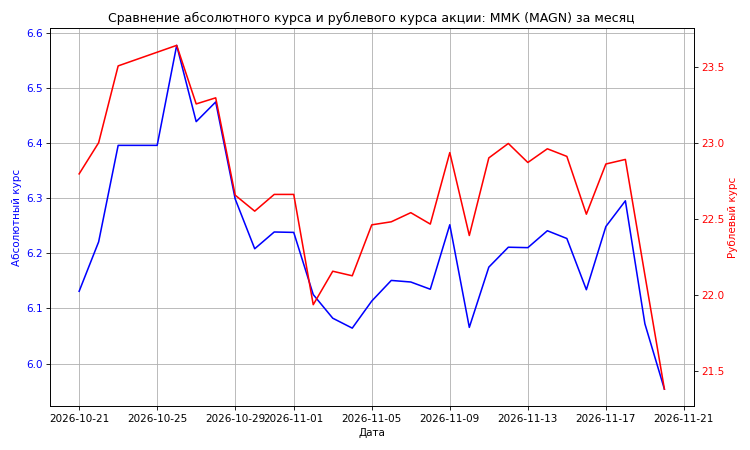 Сравнение абсолютного курса и рублевого курса акции: ММК (MAGN) за месяц
6.6
6.5
6.4
6.3
6.2
6.1
6.0
Абсолютный курс
23.5
23.0
22.5
22.0
21.5
Рублевый курс
2026-10-21 2026-10-25 2026-10-29 2026-11-01 2026-11-05 2026-11-09 2026-11-13 2026-11-17 2026-11-21
Дата